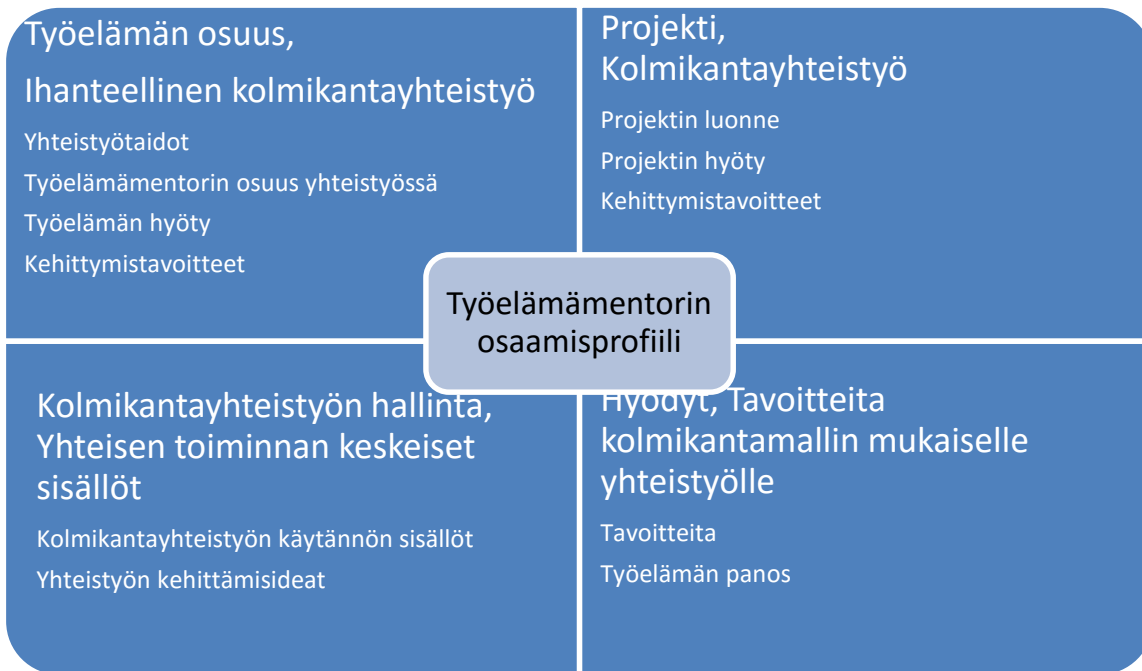 Työelämän osuus,
Ihanteellinen kolmikantayhteistyö
Yhteistyötaidot
Työelämämentorin osuus yhteistyössä
Työelämän hyöty
Kehittymistavoitteet
Projekti,
Kolmikantayhteistyö
Projektin luonne
Projektin hyöty
Kehittymistavoitteet
Työelämämentorin
osaamisprofiili
Kolmikantayhteistyön hallinta,
Yhteisen toiminnan keskeiset
sisällöt
Kolmikantayhteistyön käytännön sisällöt
Yhteistyön kehittämisideat
Hyödyt, Tavoitteita
kolmikantamallin mukaiselle
yhteistyölle
Tavoitteita
Työelämän panos